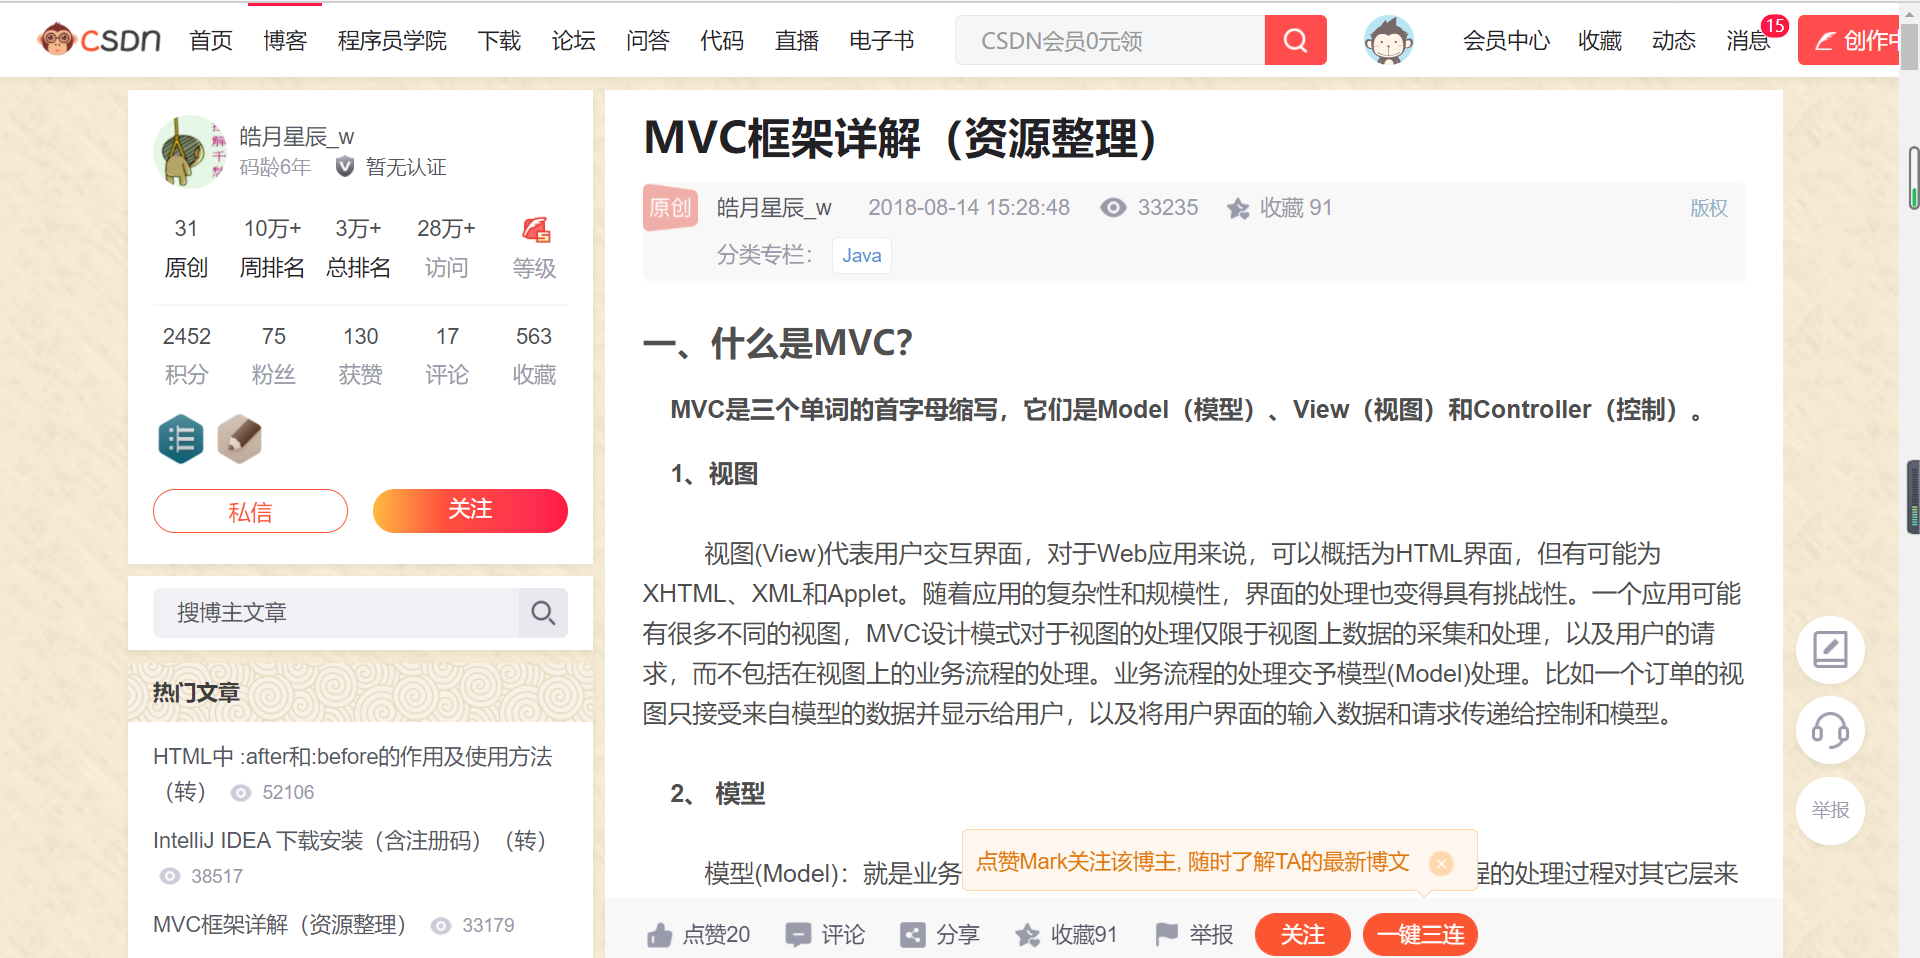 CSDN 首页 博客 程序员学院 下载 论坛 问答 代码 直播 电子书 CSDN会员0元领 会员中心 收藏 动态 消息 15 创作中
皓月星辰_w
码龄6年 暂无认证
31 10万+ 3万+ 28万+
原创 周排名 总排名 访问 等级
2452 75 130 17 563
积分 粉丝 获赞 评论 收藏
私信 关注
搜博主文章
热门文章
HTML中 :after和:before的作用及使用方法
（转） 52106
IntelliJ IDEA 下载安装（含注册码）（转）
38517
MVC框架详解（资源整理） 33179
MVC框架详解（资源整理）
原创 皓月星辰_w 2018-08-14 15:28:48 33235 收藏 91 版权
分类专栏： Java
一、什么是MVC？
MVC是三个单词的首字母缩写，它们是Model（模型）、View（视图）和Controller（控制）。
1、视图
视图(View)代表用户交互界面，对于Web应用来说，可以概括为HTML界面，但有可能为
XHTML、XML和Applet。随着应用的复杂性和规模性，界面的处理也变得具有挑战性。一个应用可能
有很多不同的视图，MVC设计模式对于视图的处理仅限于视图上数据的采集和处理，以及用户的请
求，而不包括在视图上的业务流程的处理。业务流程的处理交予模型(Model)处理。比如一个订单的视
图只接受来自模型的数据并显示给用户，以及将用户界面的输入数据和请求传递给控制和模型。
2、 模型
模型(Model)：就是业务 程的处理过程对其它层来
点赞Mark关注该博主, 随时了解TA的最新博文
点赞20 评论 分享 收藏91 举报 关注 一键三连
举报